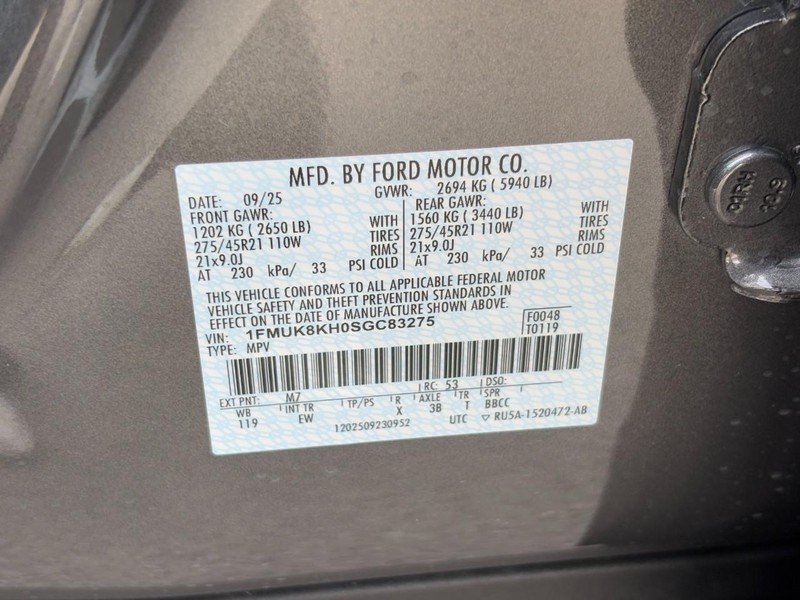 MFD. BY FORD MOTOR CO.
DATE: 09/25 GVWR: 2694 KG ( 5940 LB)
FRONT GAWR: REAR GAWR:
1202 KG ( 2650 LB) WITH 1560 KG ( 3440 LB) WITH
275/45R21 110W TIRES 275/45R21 110W TIRES
21x9.0J RIMS 21x9.0J RIMS
AT 230 kPa/ 33 PSI COLD AT 230 kPa/ 33 PSI COLD
THIS VEHICLE CONFORMS TO ALL APPLICABLE FEDERAL MOTOR
VEHICLE SAFETY AND THEFT PREVENTION STANDARDS IN
EFFECT ON THE DATE OF MANUFACTURE SHOWN ABOVE.
VIN: 1FMUK8KH0SGC83275 F0048
TYPE: MPV T0119
EXT PNT: M7 RC: 53 DSO:
WB INT TR TP/PS R AXLE TR SPR
119 EW X 3B T BBCC
1202509230952 UTC ▽ RU5A-1520472-AB
01RH
10.9